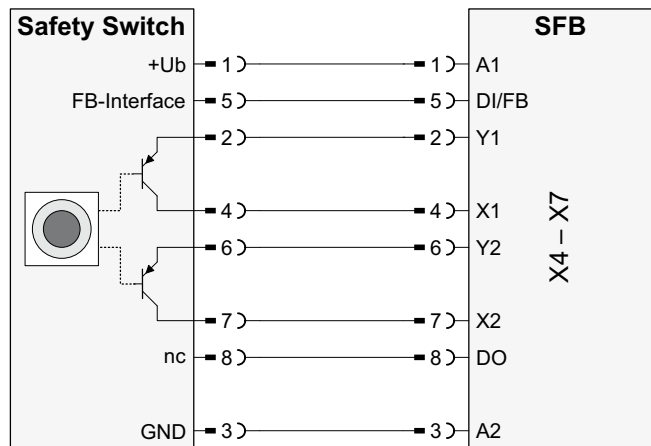 Safety Switch SFB
+Ub 1 1 A1
FB-Interface 5 5 DI/FB
2 2 Y1
4 4 X1
6 6 Y2
7 7 X2
nc 8 8 DO
GND 3 3 A2
X4 – X7